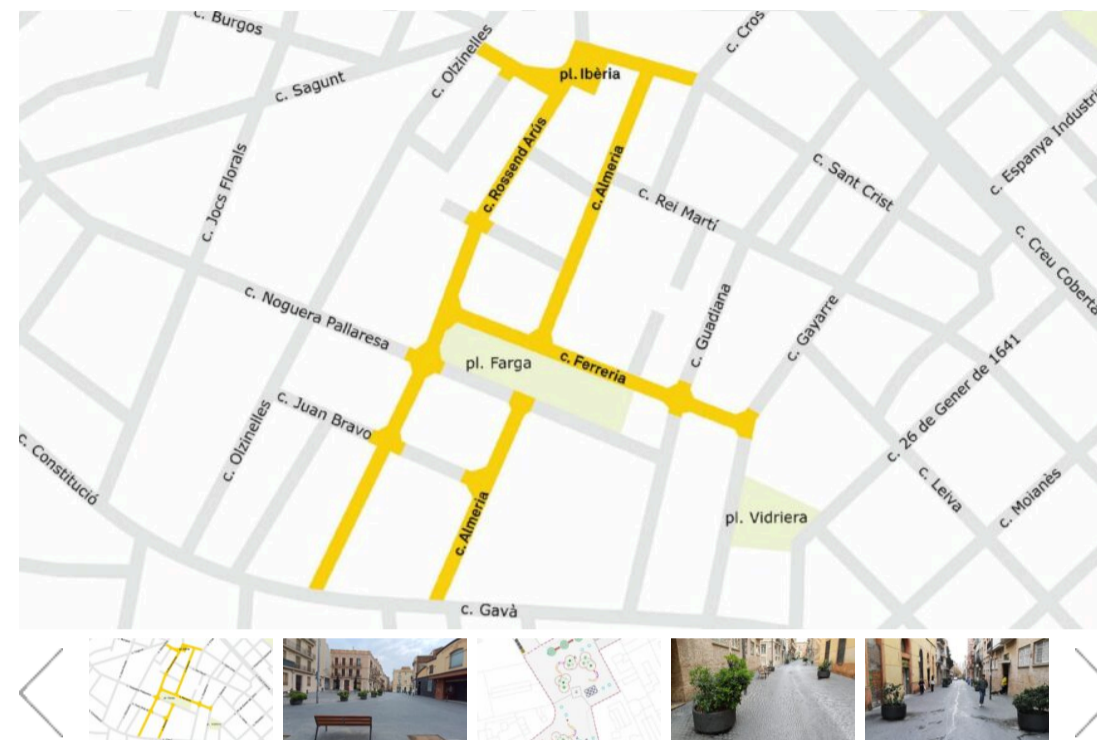 c. Burgos
c. Olzinelles
c. Cros
pl. Ibèria
c. Sagunt
c. Espanya Industri
c. Rossend Arús
c. Almeria
c. Jocs Florals
c. Sant Crist
c. Rei Martí
c. Creu Coberta
c. Noguera Pallaresa
c. Guadiana
c. Gayarre
pl. Farga
c. Ferreria
c. 26 de Gener de 1641
c. Juan Bravo
c. Olzinelles
c. Constitució
c. Leiva
c. Moianès
c. Almeria
pl. Vidriera
c. Gavà